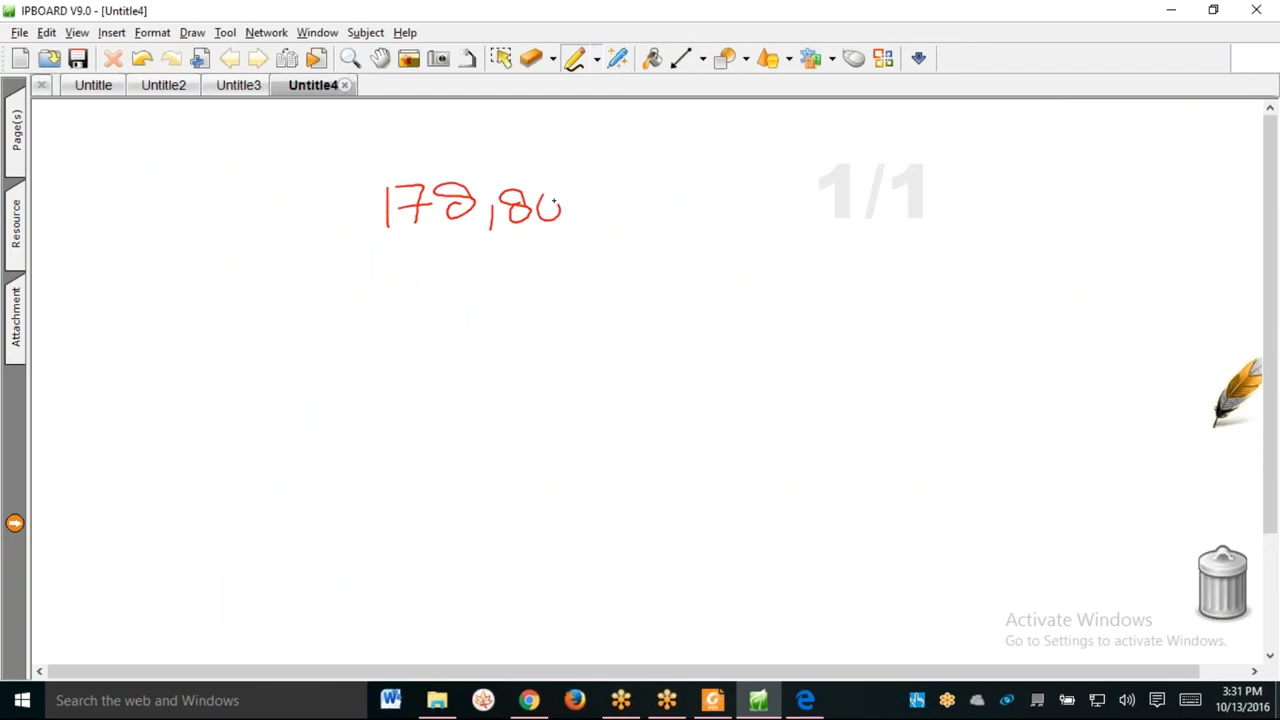 IPBOARD V9.0 - [Untitle4]
File Edit View Insert Format Draw Tool Network Window Subject Help
Untitle Untitle2 Untitle3 Untitle4
Page(s)
Resource
Attachment
178,80
1/1
Activate Windows
Go to Settings to activate Windows.
Search the web and Windows
3:31 PM
10/13/2016